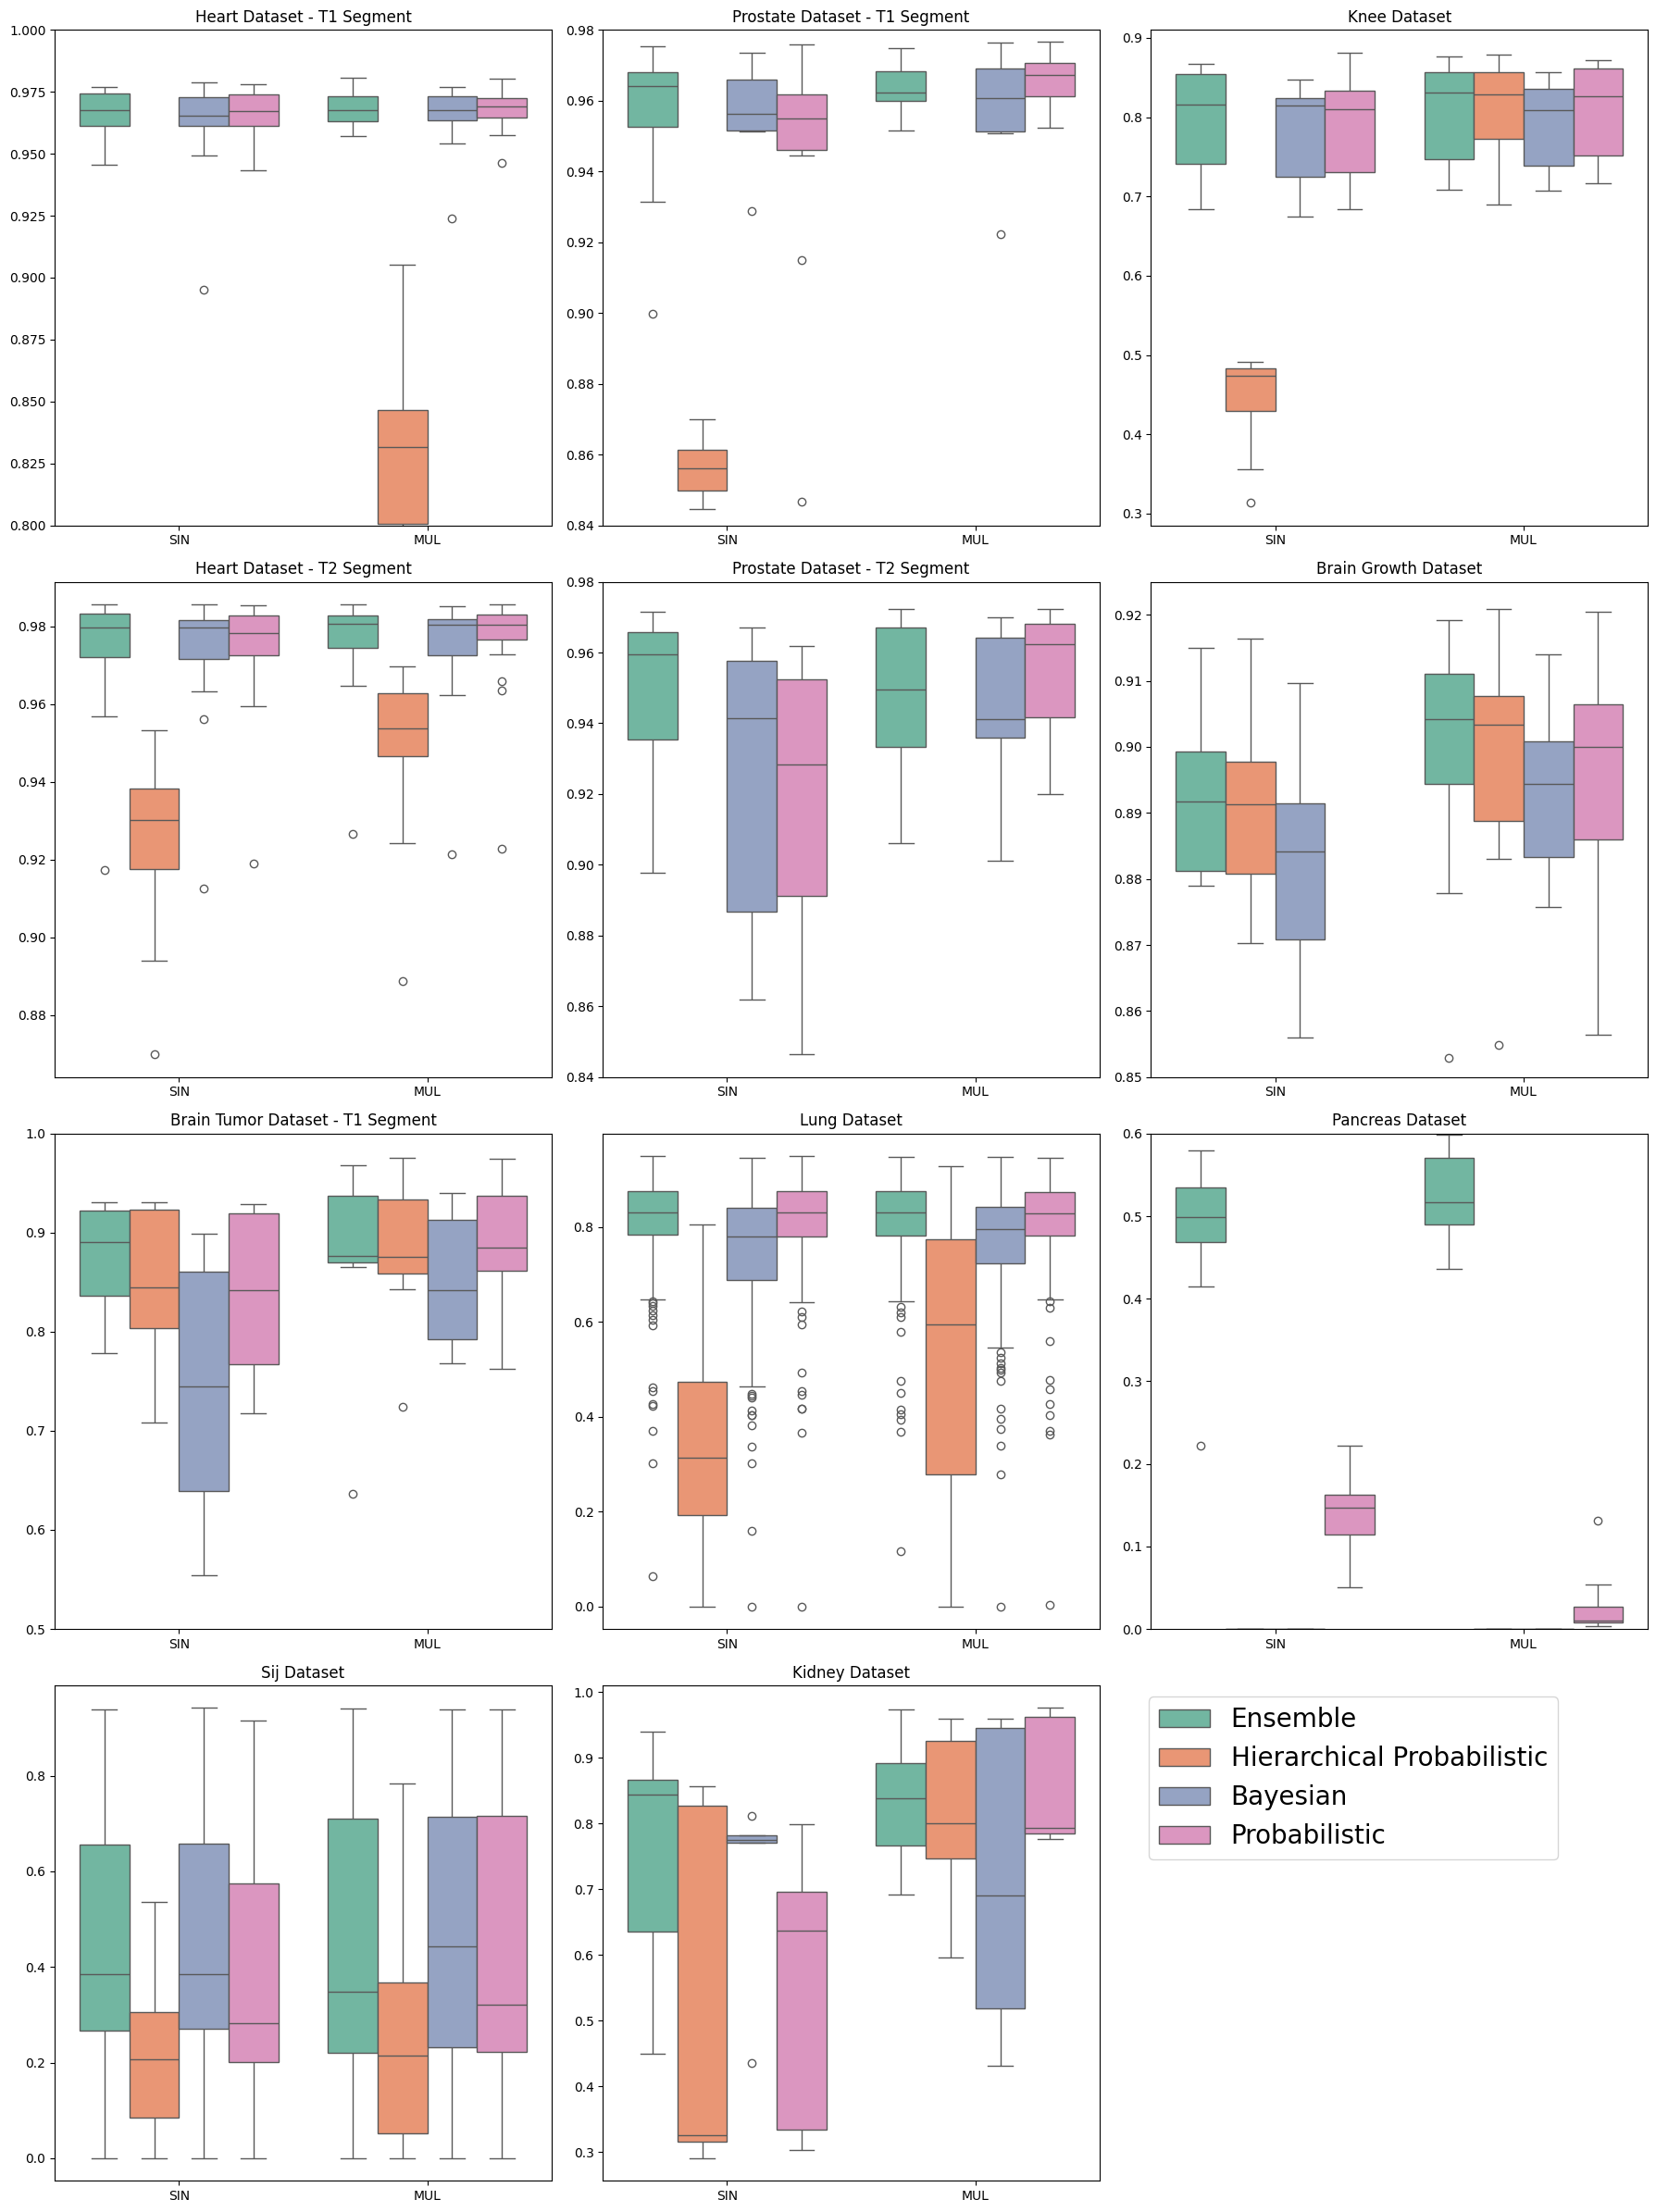 Heart Dataset - T1 Segment
1.000
0.975
0.950
0.925
0.900
0.875
0.850
0.825
0.800
SIN MUL
Prostate Dataset - T1 Segment
0.98
0.96
0.94
0.92
0.90
0.88
0.86
0.84
SIN MUL
Knee Dataset
0.9
0.8
0.7
0.6
0.5
0.4
0.3
SIN MUL
Heart Dataset - T2 Segment
0.98
0.96
0.94
0.92
0.90
0.88
SIN MUL
Prostate Dataset - T2 Segment
0.98
0.96
0.94
0.92
0.90
0.88
0.86
0.84
SIN MUL
Brain Growth Dataset
0.92
0.91
0.90
0.89
0.88
0.87
0.86
0.85
SIN MUL
Brain Tumor Dataset - T1 Segment
1.0
0.9
0.8
0.7
0.6
0.5
SIN MUL
Lung Dataset
0.8
0.6
0.4
0.2
0.0
SIN MUL
Pancreas Dataset
0.6
0.5
0.4
0.3
0.2
0.1
0.0
SIN MUL
Sij Dataset
0.8
0.6
0.4
0.2
0.0
SIN MUL
Kidney Dataset
1.0
0.9
0.8
0.7
0.6
0.5
0.4
0.3
SIN MUL
Ensemble
Hierarchical Probabilistic
Bayesian
Probabilistic